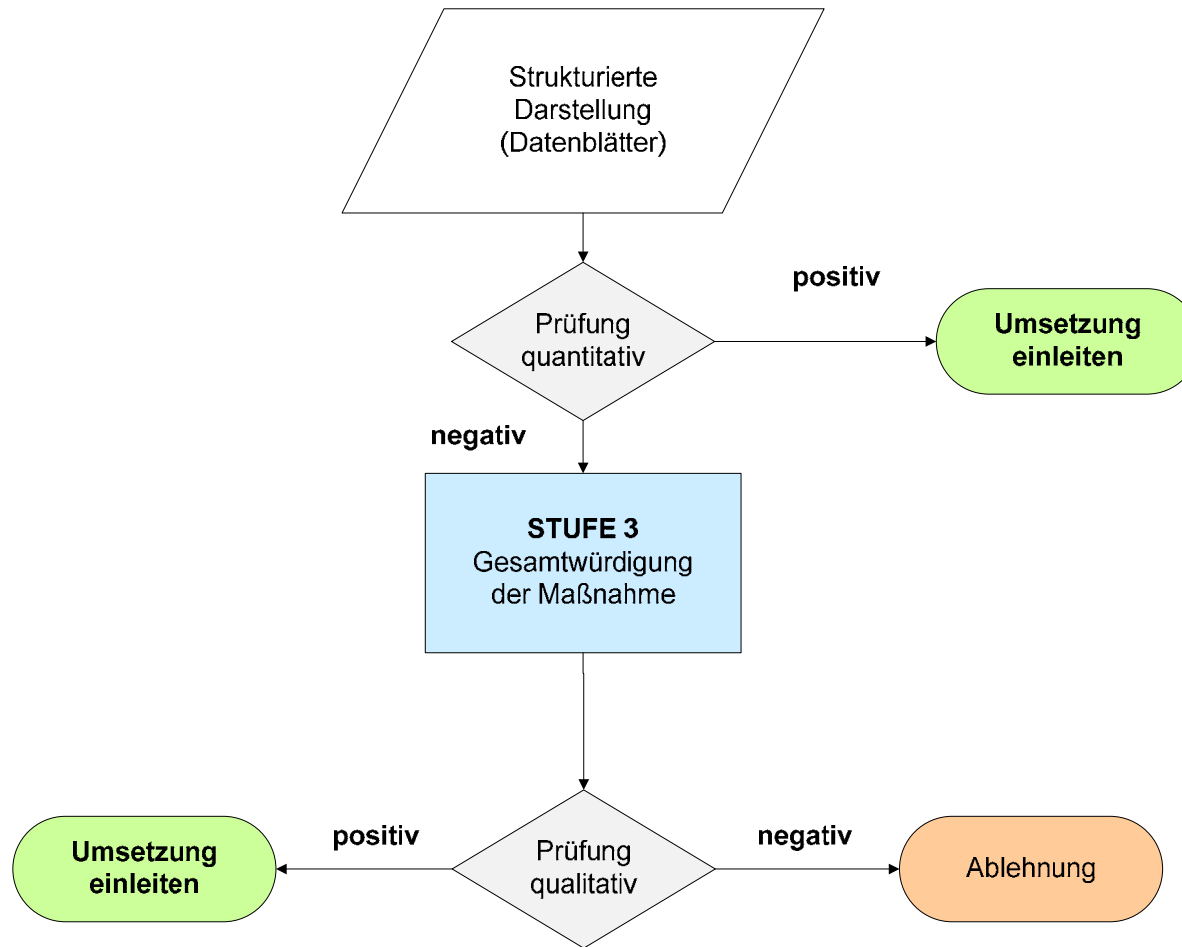 Strukturierte
Darstellung
(Datenblätter)
positiv
Prüfung
quantitativ
Umsetzung
einleiten
negativ
STUFE 3
Gesamtwürdigung
der Maßnahme
positiv
negativ
Umsetzung
einleiten
Prüfung
qualitativ
Ablehnung